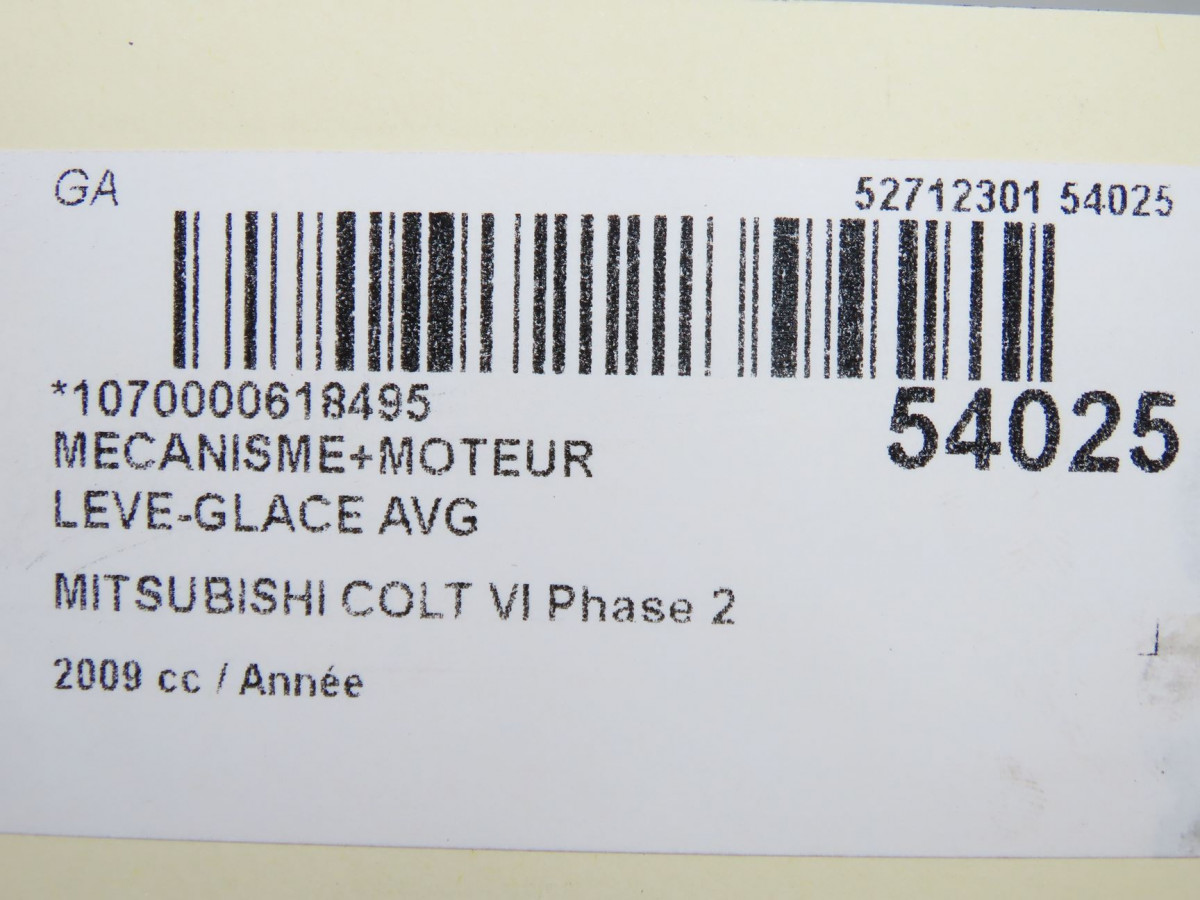 GA
52712301 54025
*1070000618495
54025
MECANISME+MOTEUR
LEVE-GLACE AVG
MITSUBISHI COLT VI Phase 2
2009 cc / Année